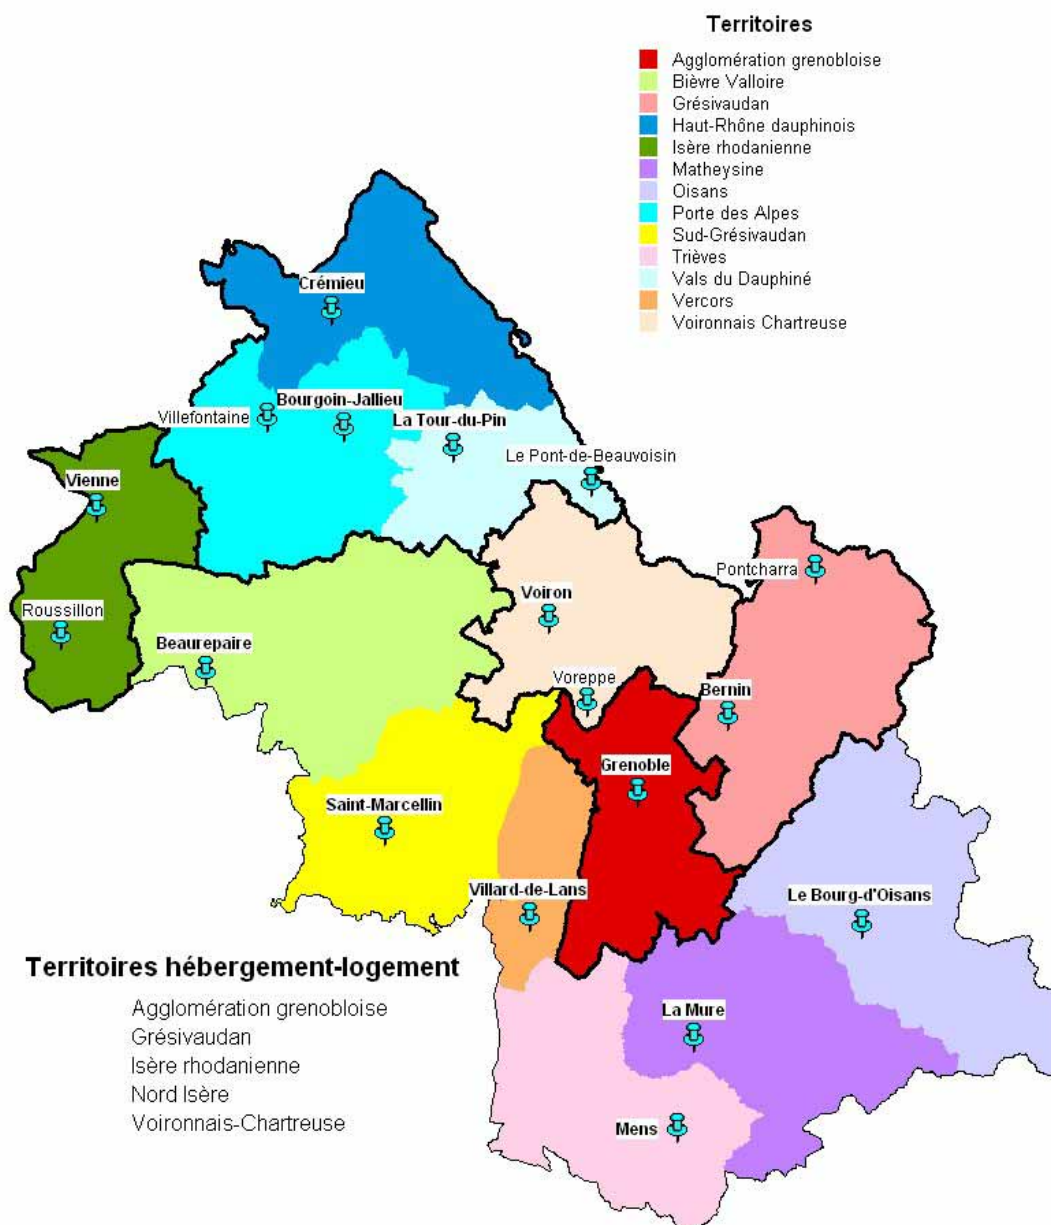 Territoires
Agglomération grenobloise
Bièvre Valloire
Grésivaudan
Haut-Rhône dauphinois
Isère rhodanienne
Matheysine
Oisans
Porte des Alpes
Sud-Grésivaudan
Trièves
Vals du Dauphiné
Vercors
Voironnais Chartreuse
Crémieu
Bourgoin-Jallieu
Villefontaine
La Tour-du-Pin
Le Pont-de-Beauvoisin
Vienne
Pontcharra
Voiron
Roussillon
Beaurepaire
Voreppe
Bernin
Grenoble
Saint-Marcellin
Villard-de-Lans
Le Bourg-d'Oisans
La Mure
Mens
Territoires hébergement-logement
Agglomération grenobloise
Grésivaudan
Isère rhodanienne
Nord Isère
Voironnais-Chartreuse